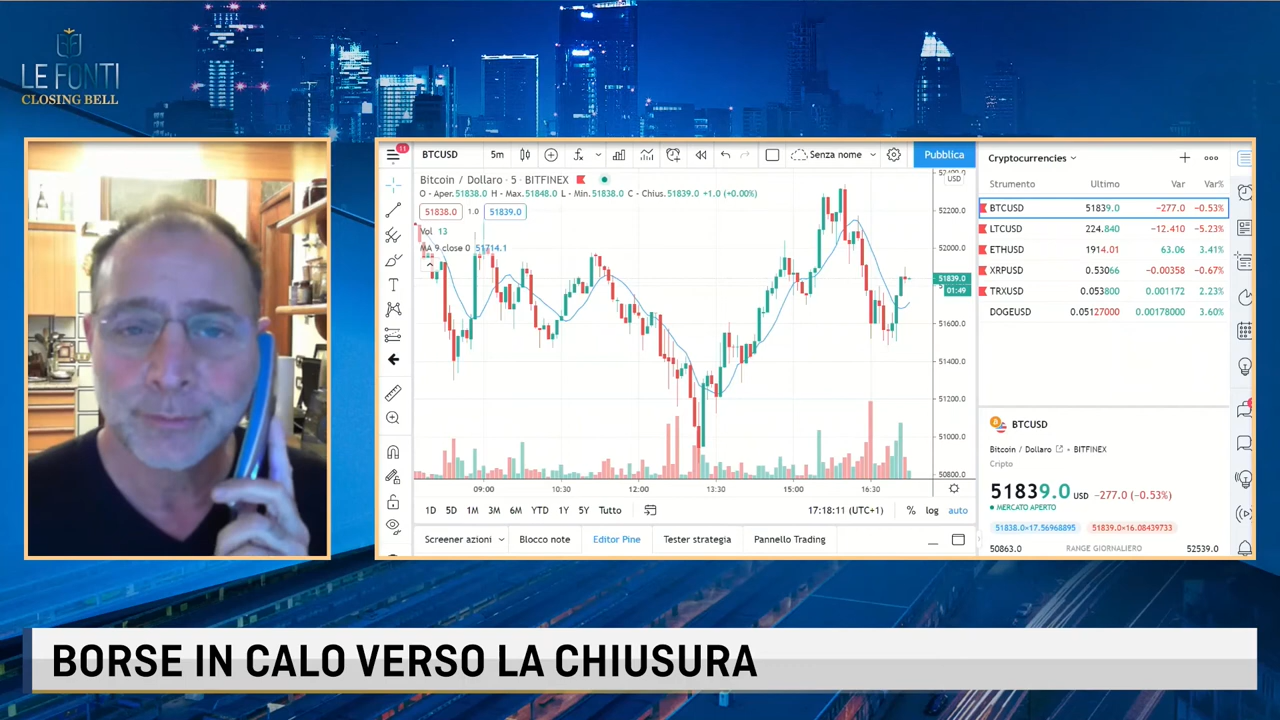 LE FONTI
CLOSING BELL
11
BTCUSD
5m
Senza nome
Pubblica
Bitcoin / Dollaro · 5 · BITFINEX
O - Aper.51838.0 H - Max.51848.0 L - Min.51838.0 C - Chius.51839.0 +1.0 (+0.00%)
51838.0 1.0 51839.0
Vol 13
MA 9 close 0 51714.1
USD
52200.0
52000.0
51839.0
01:49
51600.0
51400.0
51200.0
51000.0
50800.0
09:00 10:30 12:00 13:30 15:00 16:30
1D 5D 1M 3M 6M YTD 1Y 5Y Tutto
17:18:11 (UTC+1) % log auto
Screener azioni Blocco note Editor Pine Tester strategia Pannello Trading
Cryptocurrencies
Strumento Ultimo Var Var%
BTCUSD 51839.0 −277.0 −0.53%
LTCUSD 224.840 −12.410 −5.23%
ETHUSD 1914.01 63.06 3.41%
XRPUSD 0.53066 −0.00358 −0.67%
TRXUSD 0.053800 0.001172 2.23%
DOGEUSD 0.05127000 0.00178000 3.60%
BTCUSD
Bitcoin / Dollaro • BITFINEX
Cripto
51839.0 USD −277.0 (−0.53%)
MERCATO APERTO
51838.0×17.56968895 51839.0×16.08439733
50863.0 RANGE GIORNALIERO 52539.0
BORSE IN CALO VERSO LA CHIUSURA